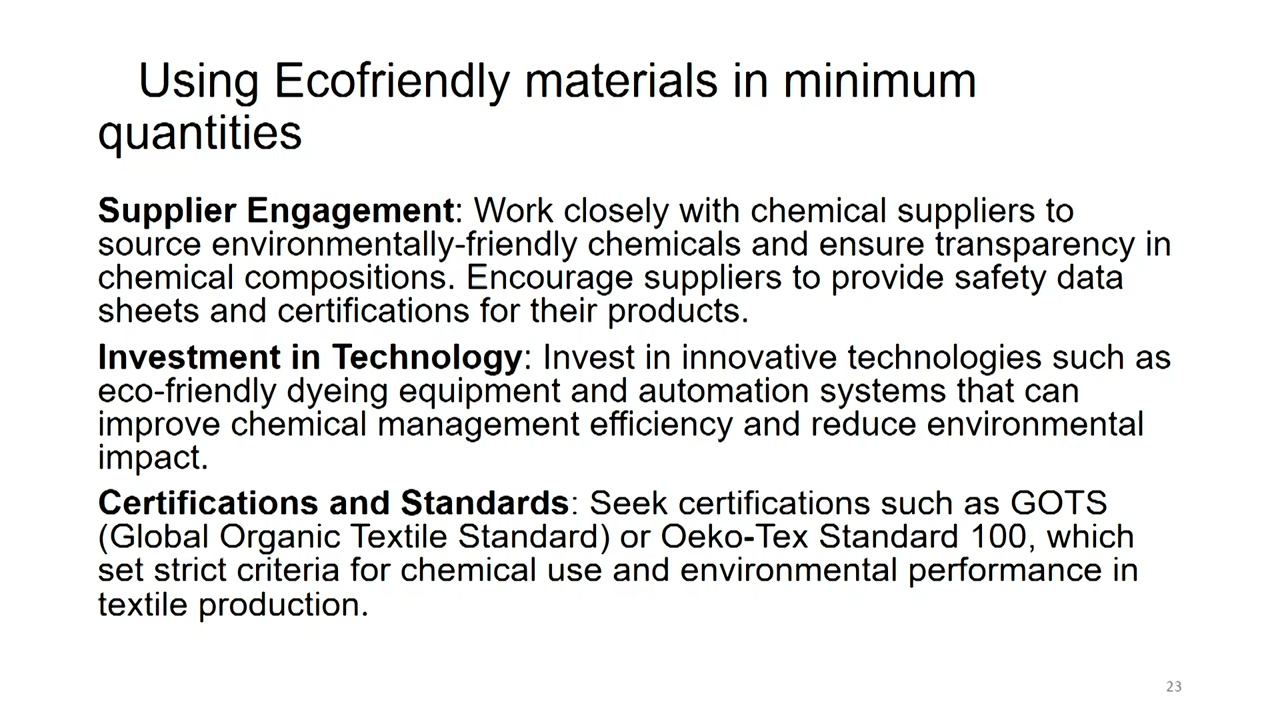 Using Ecofriendly materials in minimum
quantities
Supplier Engagement: Work closely with chemical suppliers to
source environmentally-friendly chemicals and ensure transparency in
chemical compositions. Encourage suppliers to provide safety data
sheets and certifications for their products.
Investment in Technology: Invest in innovative technologies such as
eco-friendly dyeing equipment and automation systems that can
improve chemical management efficiency and reduce environmental
impact.
Certifications and Standards: Seek certifications such as GOTS
(Global Organic Textile Standard) or Oeko-Tex Standard 100, which
set strict criteria for chemical use and environmental performance in
textile production.
23